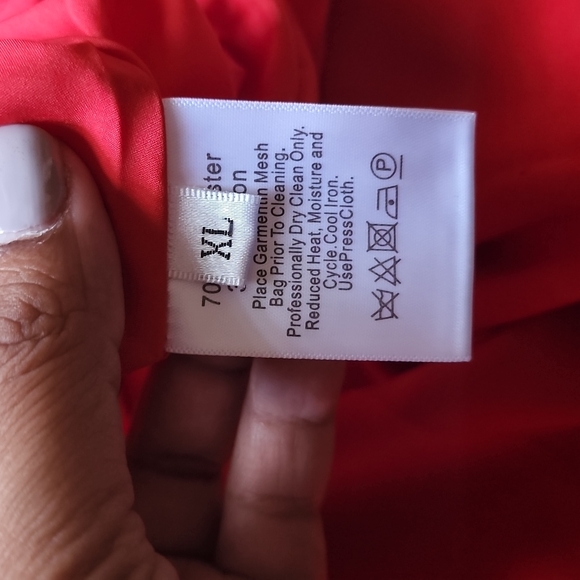 70
XL
Place Garment Mesh
Bag Prior To Cleaning.
Professionally Dry Clean Only.
Reduced Heat, Moisture and
Cycle.Cool Iron.
UsePressCloth.
P